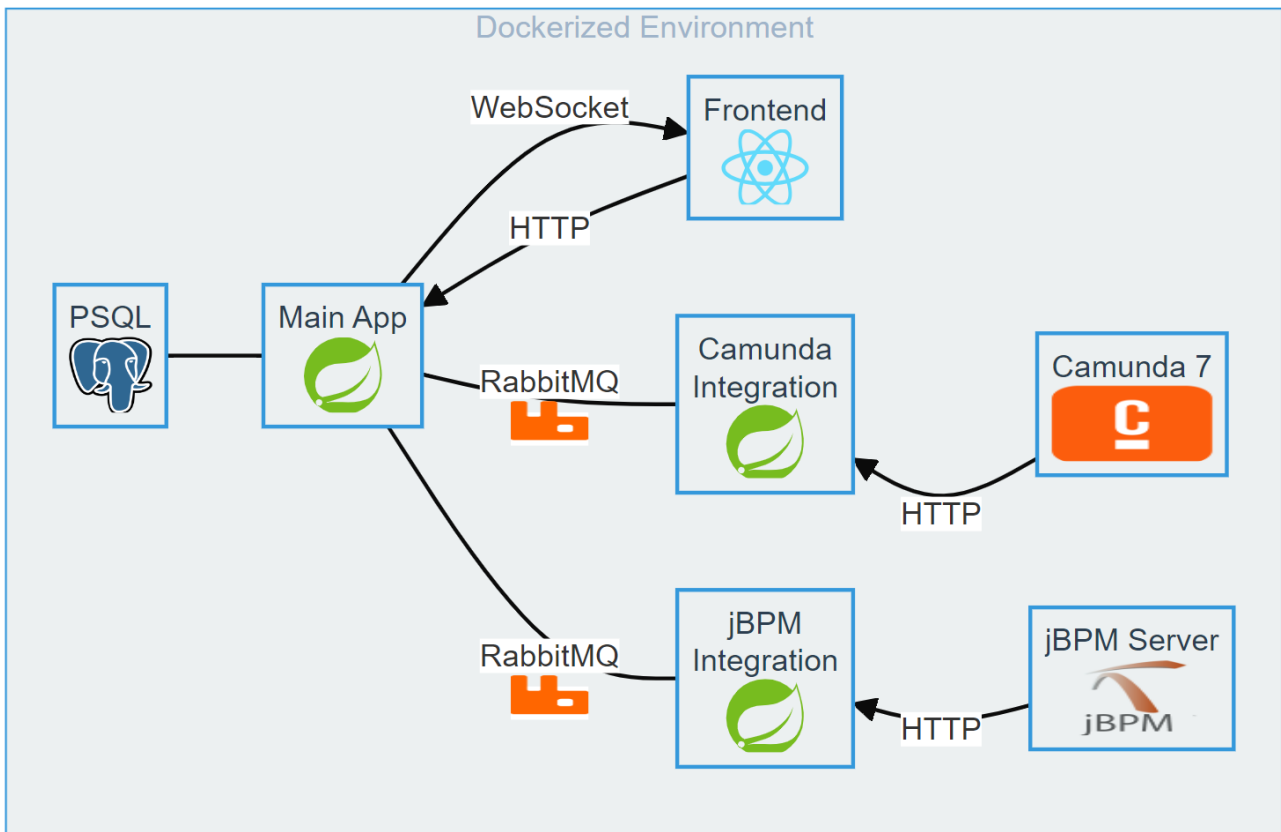 Dockerized Environment
WebSocket
Frontend
HTTP
PSQL
Main App
RabbitMQ
Camunda
Integration
Camunda 7
C
HTTP
RabbitMQ
jBPM
Integration
HTTP
jBPM Server
jBPM